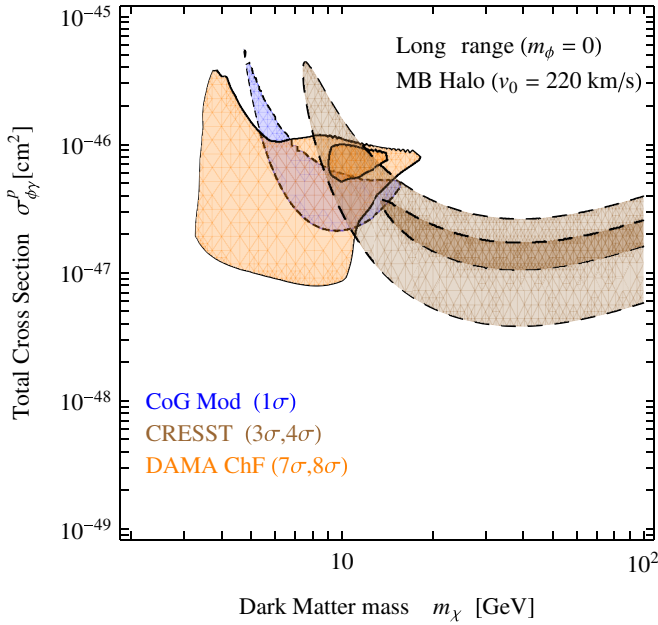 10^-45
Long range (m_ϕ = 0)
MB Halo (v_0 = 220 km/s)
10^-46
10^-47
10^-48
10^-49
Total Cross Section σ^p_ϕγ [cm^2]
CoG Mod (1σ)
CRESST (3σ,4σ)
DAMA ChF (7σ,8σ)
10
10^2
Dark Matter mass m_χ [GeV]